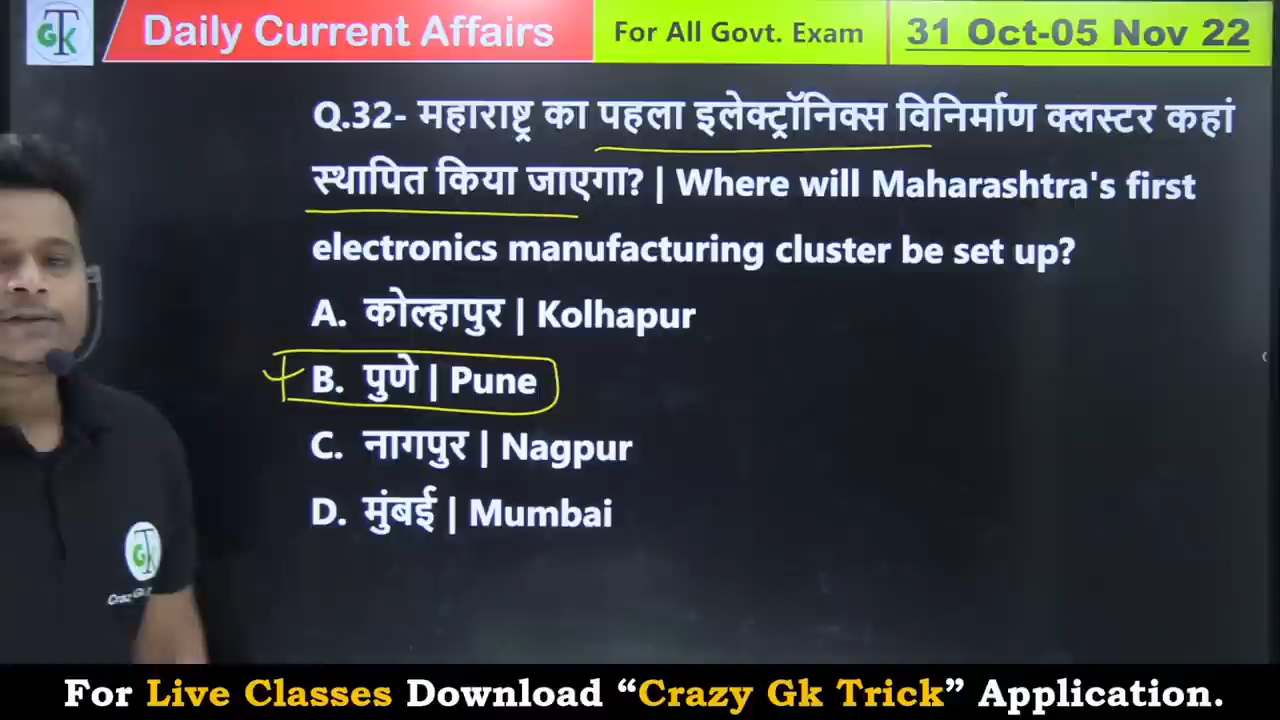 GTK
Daily Current Affairs
For All Govt. Exam
31 Oct-05 Nov 22
Q.32- महाराष्ट्र का पहला इलेक्ट्रॉनिक्स विनिर्माण क्लस्टर कहां
स्थापित किया जाएगा? | Where will Maharashtra's first
electronics manufacturing cluster be set up?
A. कोल्हापुर | Kolhapur
B. पुणे | Pune
C. नागपुर | Nagpur
D. मुंबई | Mumbai
GTK
For Live Classes Download “Crazy Gk Trick” Application.